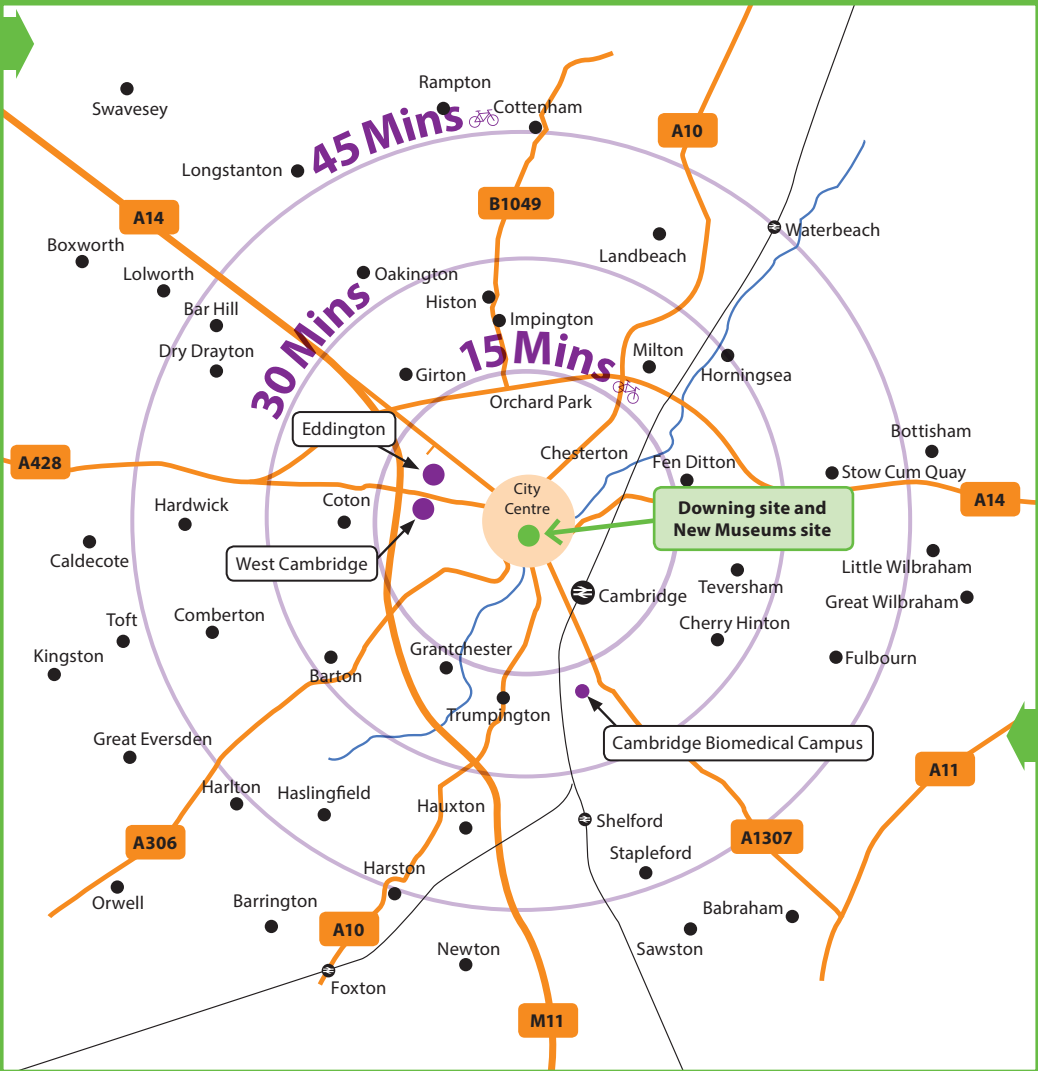 Rampton
Swavesey
45 Mins
Cottenham
A10
Longstanton
B1049
A14
Waterbeach
Boxworth
Landbeach
Lolworth
Oakington
Histon
Bar Hill
Impington
30 Mins
15 Mins
Dry Drayton
Milton
Girton
Horningsea
Orchard Park
Eddington
Bottisham
Chesterton
A428
Fen Ditton
Stow Cum Quay
City
Centre
Coton
A14
Hardwick
Downing site and
New Museums site
Caldecote
West Cambridge
Little Wilbraham
Teversham
Cambridge
Great Wilbraham
Comberton
Toft
Cherry Hinton
Grantchester
Kingston
Fulbourn
Barton
Trumpington
Great Eversden
Cambridge Biomedical Campus
A11
Harlton
Haslingfield
Hauxton
Shelford
A306
A1307
Stapleford
Harston
Orwell
Barrington
Babraham
A10
Newton
Sawston
Foxton
M11